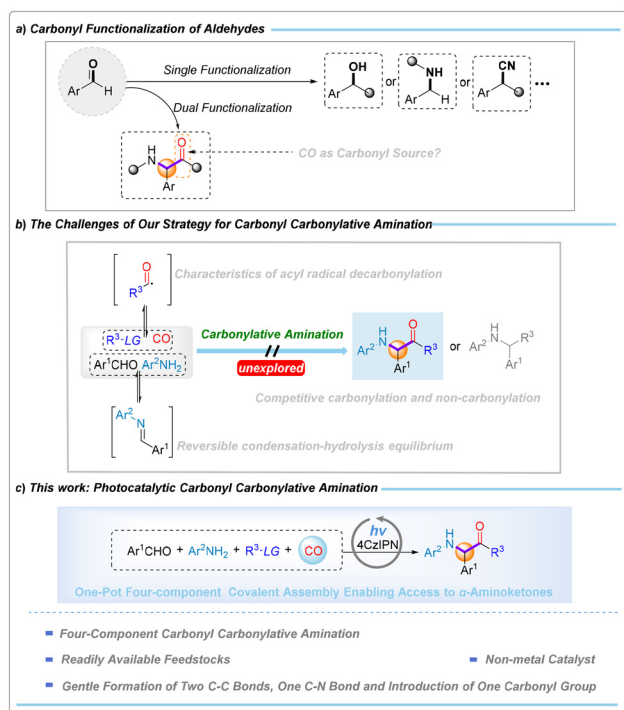 a) Carbonyl Functionalization of Aldehydes
O
Ar H
Single Functionalization
Dual Functionalization
OH
Ar
or
NH
Ar H
or
CN
Ar
...
H
N
O
Ar
CO as Carbonyl Source?
b) The Challenges of Our Strategy for Carbonyl Carbonylative Amination
O
R3
Characteristics of acyl radical decarbonylation
R3-LG CO
Ar1CHO Ar2NH2
Carbonylative Amination
unexplored
H
Ar2 N
O
R3
Ar1
or
H
Ar2 N
R3
Ar1
Competitive carbonylation and non-carbonylation
Ar2
N
Ar1
Reversible condensation-hydrolysis equilibrium
c) This work: Photocatalytic Carbonyl Carbonylative Amination
Ar1CHO + Ar2NH2 + R3-LG + CO
hv
4CzIPN
H
Ar2 N
O
R3
Ar1
One-Pot Four-component Covalent Assembly Enabling Access to α-Aminoketones
Four-Component Carbonyl Carbonylative Amination
Readily Available Feedstocks
Non-metal Catalyst
Gentle Formation of Two C-C Bonds, One C-N Bond and Introduction of One Carbonyl Group